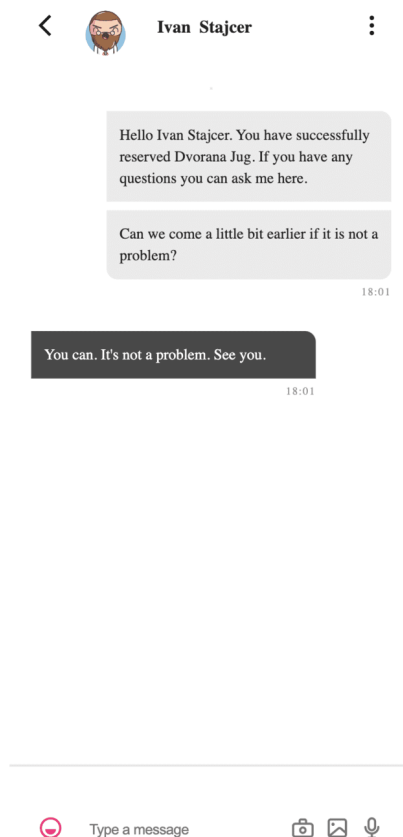 Ivan Stajcer
Hello Ivan Stajcer. You have successfully
reserved Dvorana Jug. If you have any
questions you can ask me here.
Can we come a little bit earlier if it is not a
problem?
18:01
You can. It's not a problem. See you.
18:01
Type a message